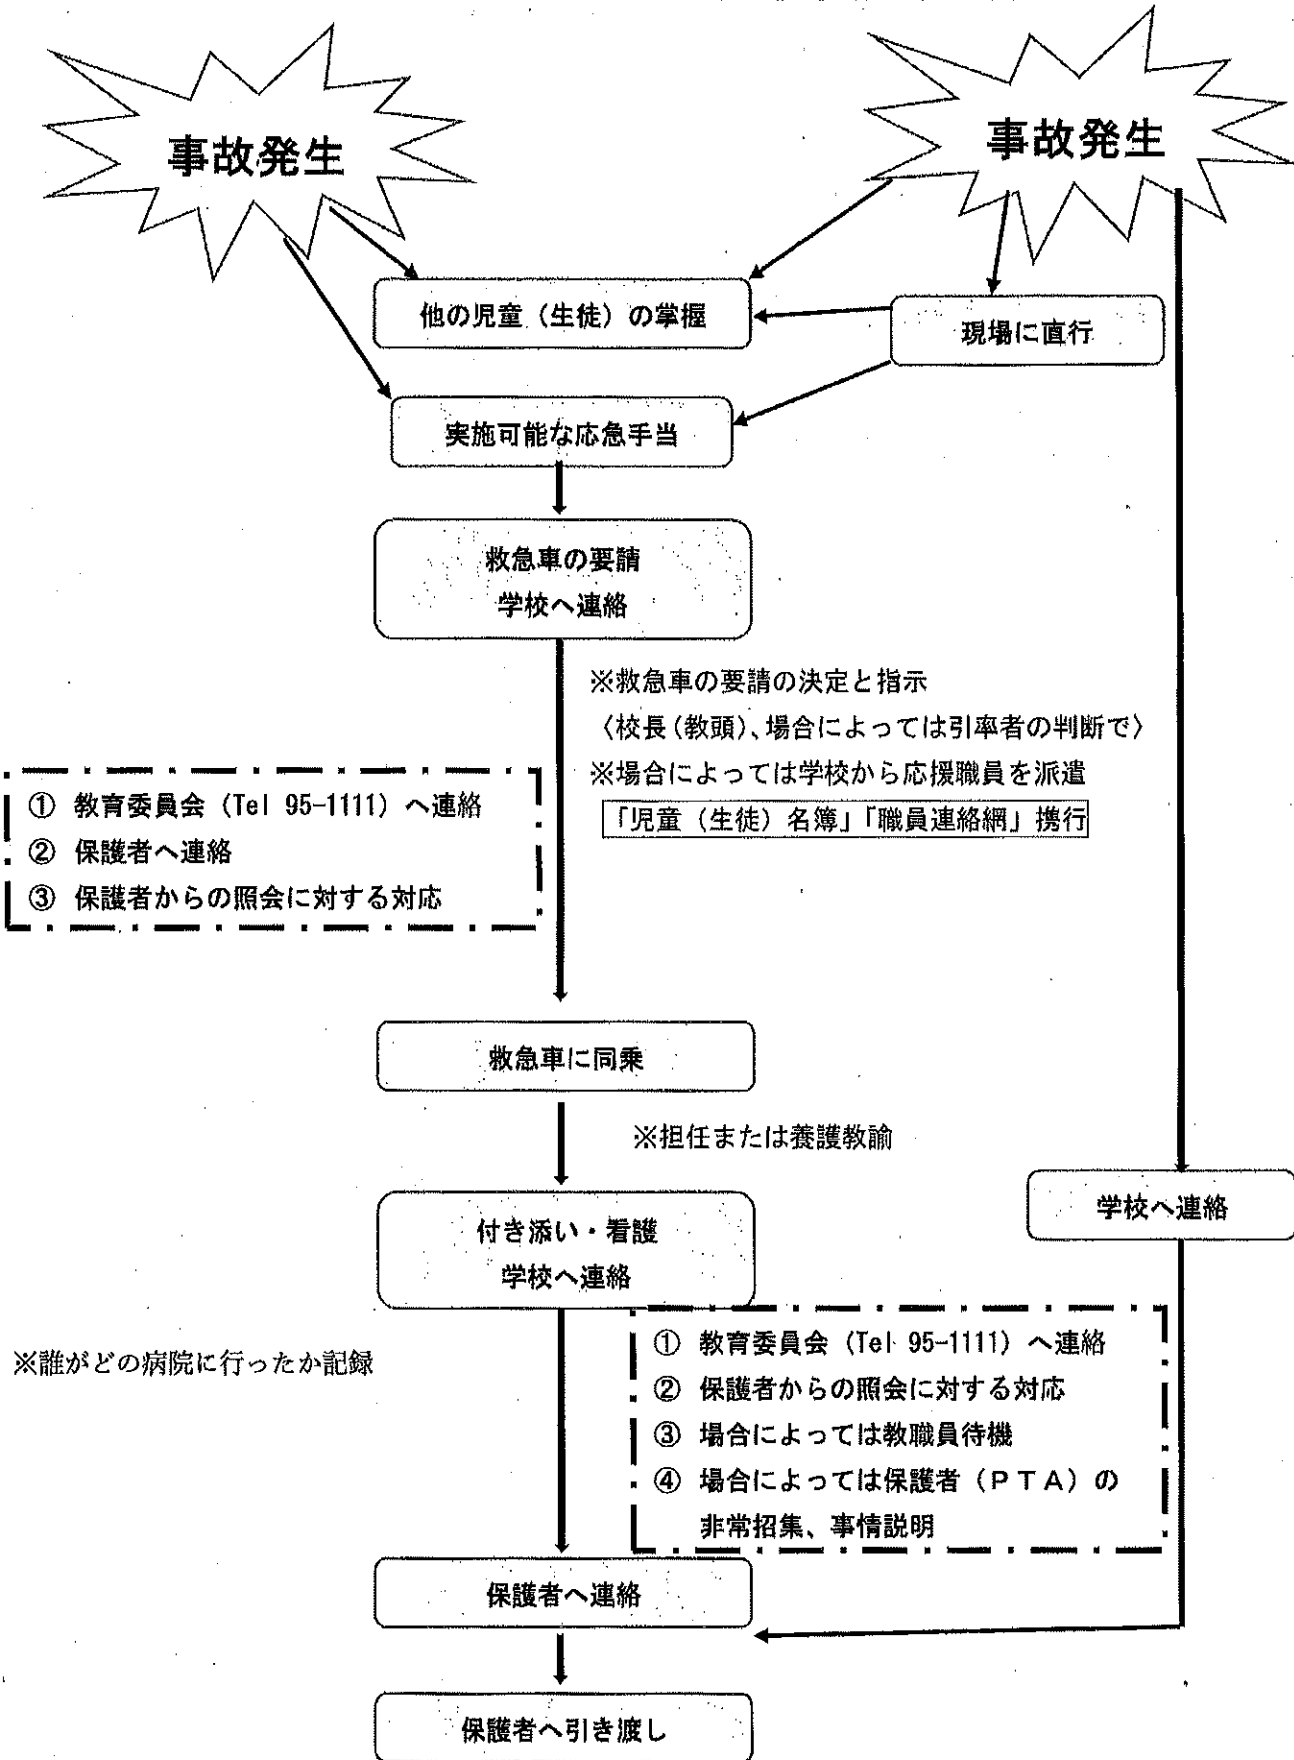 事故発生
事故発生
他の児童（生徒）の掌握
現場に直行
実施可能な応急手当
救急車の要請
学校へ連絡
※救急車の要請の決定と指示
〈校長（教頭）、場合によっては引率者の判断で〉
※場合によっては学校から応援職員を派遣
「児童（生徒）名簿」「職員連絡網」携行
① 教育委員会（Tel 95-1111）へ連絡
② 保護者へ連絡
③ 保護者からの照会に対する対応
救急車に同乗
※担任または養護教諭
付き添い・看護
学校へ連絡
学校へ連絡
※誰がどの病院に行ったか記録
① 教育委員会（Tel 95-1111）へ連絡
② 保護者からの照会に対する対応
③ 場合によっては教職員待機
④ 場合によっては保護者（ＰＴＡ）の
非常招集、事情説明
保護者へ連絡
保護者へ引き渡し